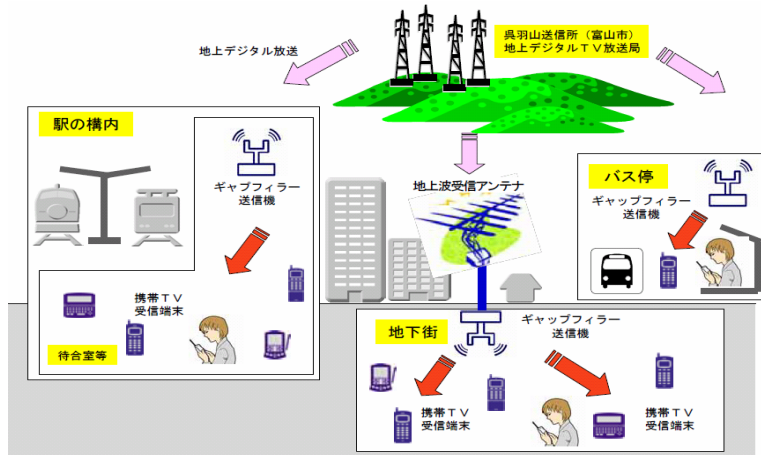 呉羽山送信所（富山市）
地上デジタルＴＶ放送局
地上デジタル放送
駅の構内
ギャブフィラー
送信機
携帯ＴＶ
受信端末
待合室等
地上波受信アンテナ
バス停
ギャップフィラー
送信機
地下街
ギャップフィラー
送信機
携帯ＴＶ
受信端末
携帯ＴＶ
受信端末